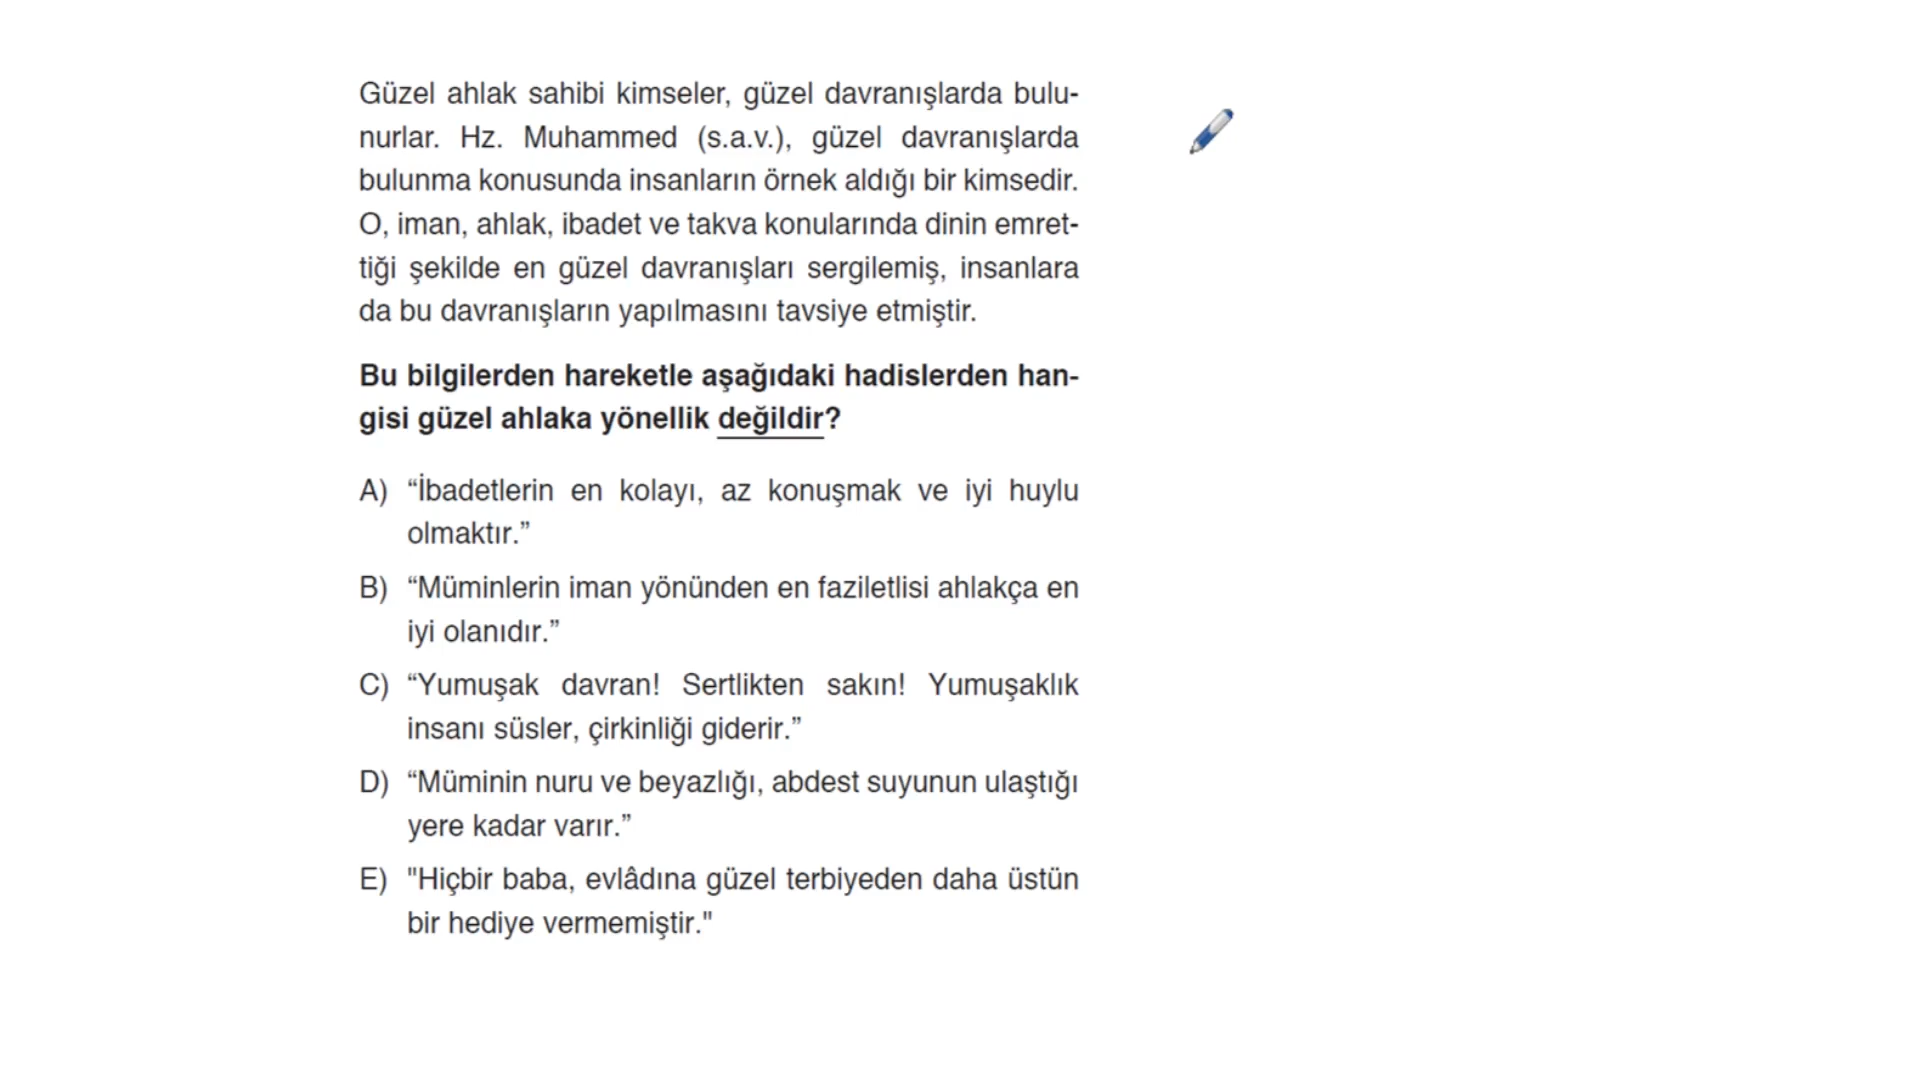 Güzel ahlak sahibi kimseler, güzel davranışlarda bulu-
nurlar. Hz. Muhammed (s.a.v.), güzel davranışlarda
bulunma konusunda insanların örnek aldığı bir kimsedir.
O, iman, ahlak, ibadet ve takva konularında dinin emret-
tiği şekilde en güzel davranışları sergilemiş, insanlara
da bu davranışların yapılmasını tavsiye etmiştir.
Bu bilgilerden hareketle aşağıdaki hadislerden han-
gisi güzel ahlaka yönellik değildir?
A) “İbadetlerin en kolayı, az konuşmak ve iyi huylu
olmaktır.”
B) “Müminlerin iman yönünden en faziletlisi ahlakça en
iyi olanıdır.”
C) “Yumuşak davran! Sertlikten sakın! Yumuşaklık
insanı süsler, çirkinliği giderir.”
D) “Müminin nuru ve beyazlığı, abdest suyunun ulaştığı
yere kadar varır.”
E) "Hiçbir baba, evlâdına güzel terbiyeden daha üstün
bir hediye vermemiştir."